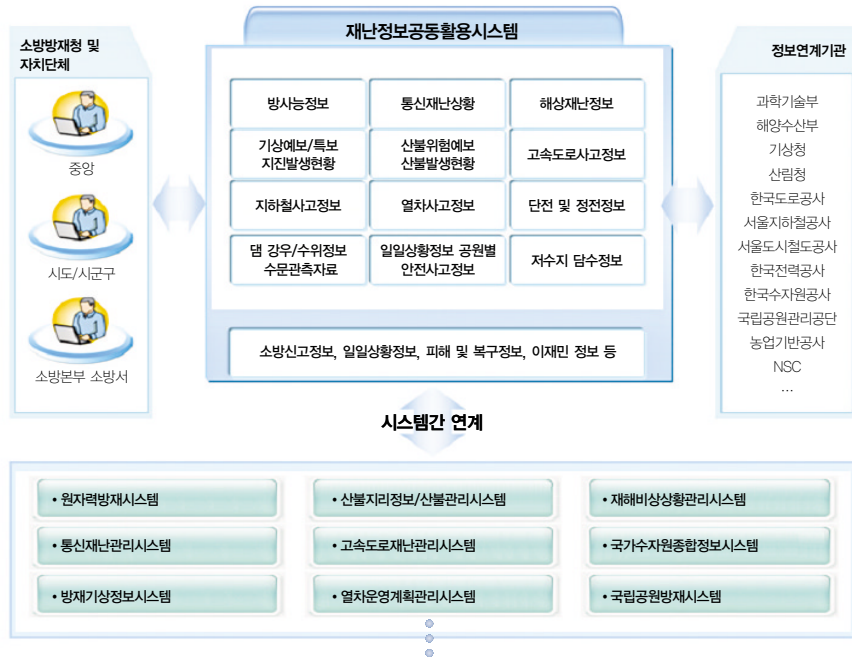 소방방재청 및
자치단체
중앙
시도/시군구
소방본부 소방서
재난정보공동활용시스템
방사능정보
통신재난상황
해상재난정보
기상예보/특보
지진발생현황
산불위험예보
산불발생현황
고속도로사고정보
지하철사고정보
열차사고정보
단전 및 정전정보
댐 강우/수위정보
수문관측자료
일일상황정보 공원별
안전사고정보
저수지 담수정보
소방신고정보, 일일상황정보, 피해 및 복구정보, 이재민 정보 등
정보연계기관
과학기술부
해양수산부
기상청
산림청
한국도로공사
서울지하철공사
서울도시철도공사
한국전력공사
한국수자원공사
국립공원관리공단
농업기반공사
NSC
…
시스템간 연계
• 원자력방재시스템
• 산불지리정보/산불관리시스템
• 재해비상상황관리시스템
• 통신재난관리시스템
• 고속도로재난관리시스템
• 국가수자원종합정보시스템
• 방재기상정보시스템
• 열차운영계획관리시스템
• 국립공원방재시스템